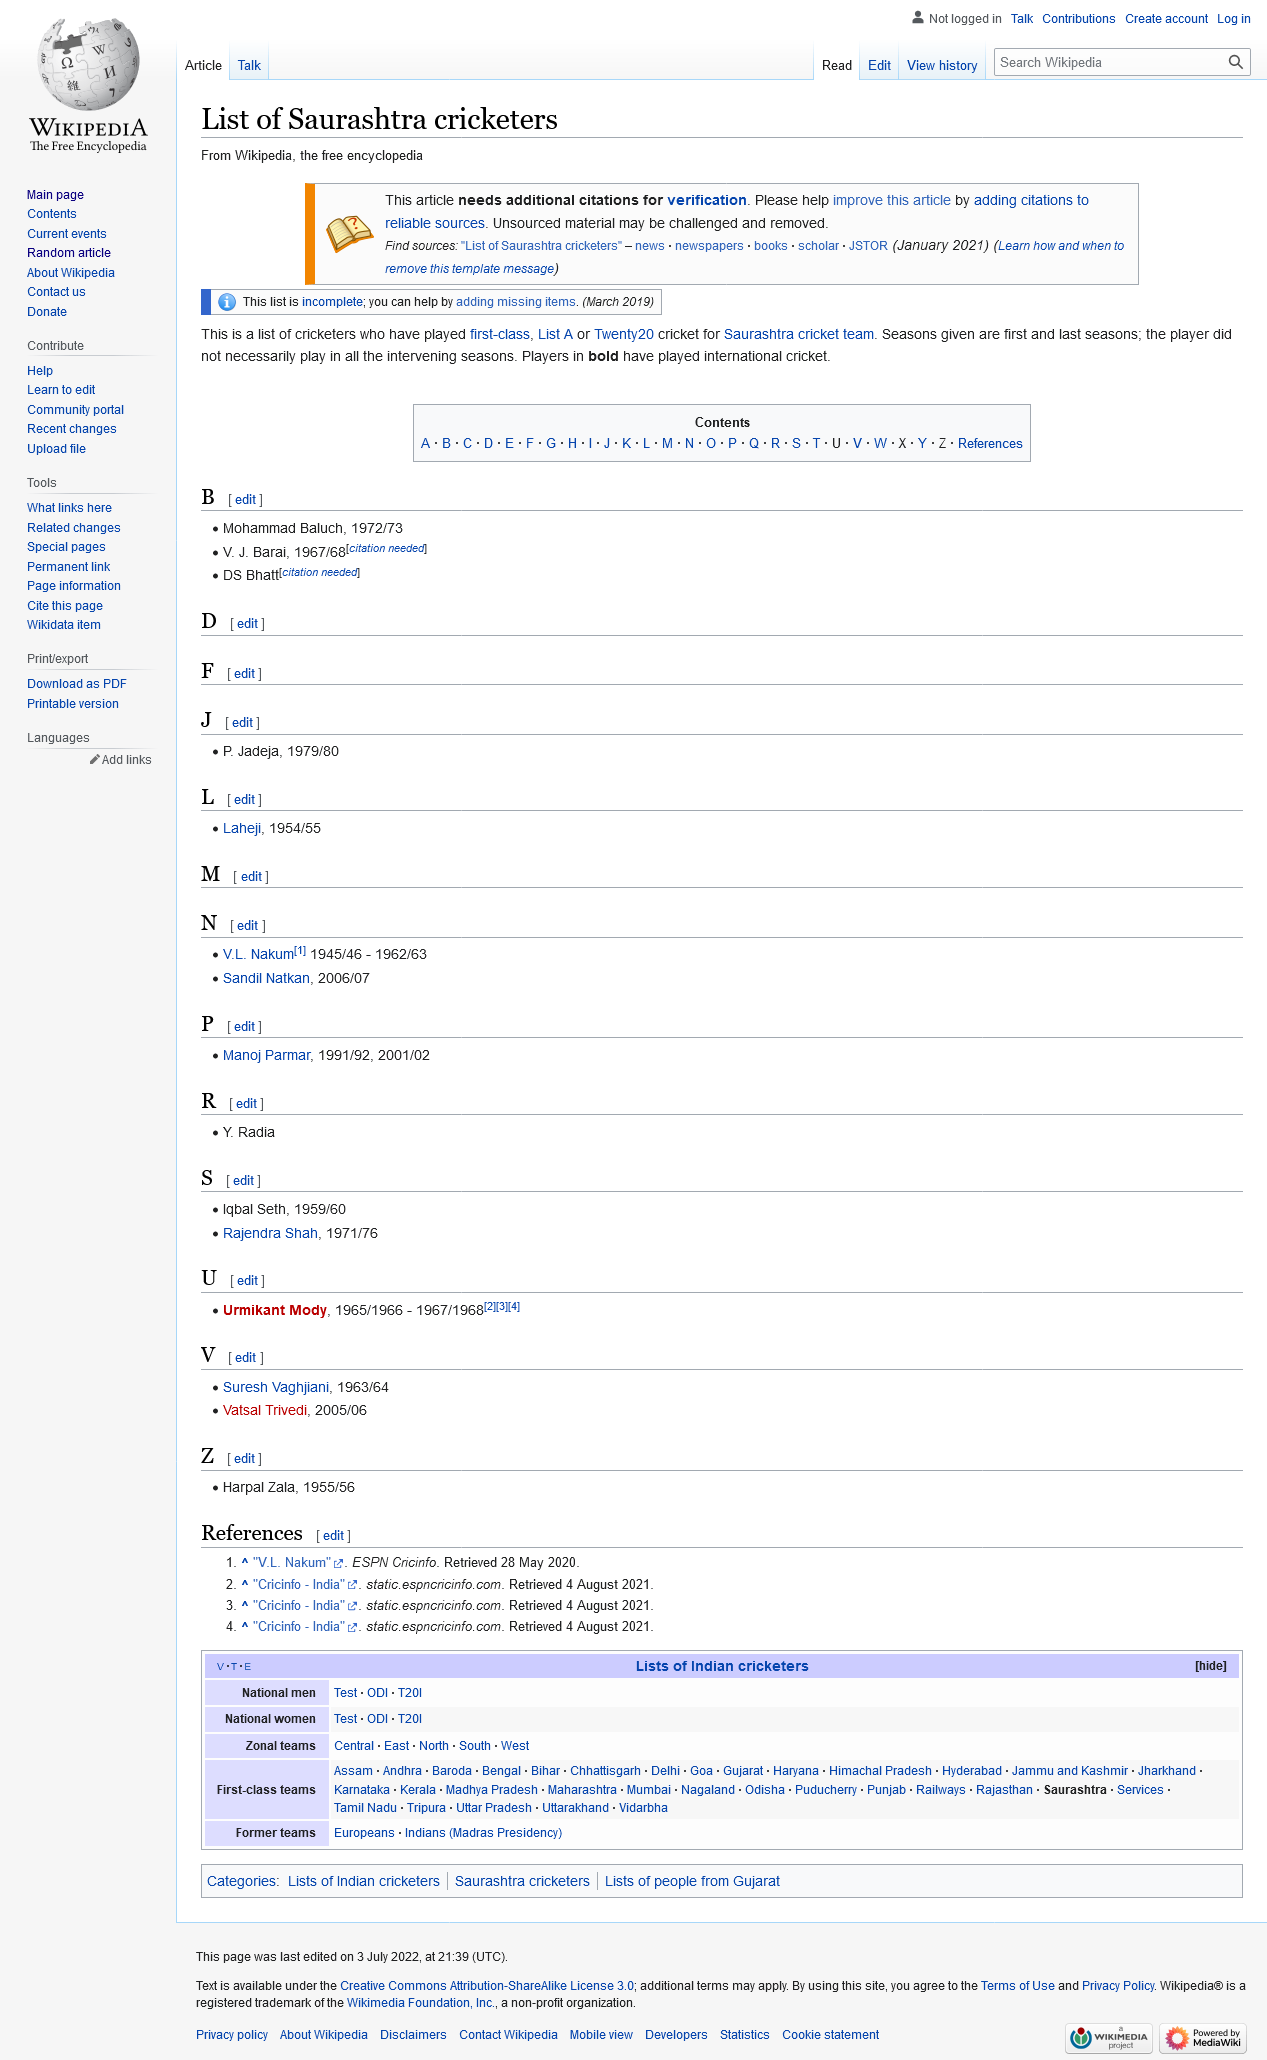 Not logged in Talk Contributions Create account Log in
Article Talk Read Edit View history Search Wikipedia
WIKIPEDIA
The Free Encyclopedia
Main page
Contents
Current events
Random article
About Wikipedia
Contact us
Donate
Contribute
Help
Learn to edit
Community portal
Recent changes
Upload file
Tools
What links here
Related changes
Special pages
Permanent link
Page information
Cite this page
Wikidata item
Print/export
Download as PDF
Printable version
Languages
Add links
List of Saurashtra cricketers
From Wikipedia, the free encyclopedia
This article needs additional citations for verification. Please help improve this article by adding citations to
reliable sources. Unsourced material may be challenged and removed.
Find sources: "List of Saurashtra cricketers" – news · newspapers · books · scholar · JSTOR (January 2021) (Learn how and when to
remove this template message)
This list is incomplete; you can help by adding missing items. (March 2019)
This is a list of cricketers who have played first-class, List A or Twenty20 cricket for Saurashtra cricket team. Seasons given are first and last seasons; the player did
not necessarily play in all the intervening seasons. Players in bold have played international cricket.
Contents
A · B · C · D · E · F · G · H · I · J · K · L · M · N · O · P · Q · R · S · T · U · V · W · X · Y · Z · References
B [ edit ]
• Mohammad Baluch, 1972/73
• V. J. Barai, 1967/68[citation needed]
• DS Bhatt[citation needed]
D [ edit ]
F [ edit ]
J [ edit ]
• P. Jadeja, 1979/80
L [ edit ]
• Laheji, 1954/55
M [ edit ]
N [ edit ]
• V.L. Nakum[1] 1945/46 - 1962/63
• Sandil Natkan, 2006/07
P [ edit ]
• Manoj Parmar, 1991/92, 2001/02
R [ edit ]
• Y. Radia
S [ edit ]
• Iqbal Seth, 1959/60
• Rajendra Shah, 1971/76
U [ edit ]
• Urmikant Mody, 1965/1966 - 1967/1968[2][3][4]
V [ edit ]
• Suresh Vaghjiani, 1963/64
• Vatsal Trivedi, 2005/06
Z [ edit ]
• Harpal Zala, 1955/56
References [ edit ]
1. ^ "V.L. Nakum". ESPN Cricinfo. Retrieved 28 May 2020.
2. ^ "Cricinfo - India". static.espncricinfo.com. Retrieved 4 August 2021.
3. ^ "Cricinfo - India". static.espncricinfo.com. Retrieved 4 August 2021.
4. ^ "Cricinfo - India". static.espncricinfo.com. Retrieved 4 August 2021.
V · T · E Lists of Indian cricketers [hide]
National men Test · ODI · T20I
National women Test · ODI · T20I
Zonal teams Central · East · North · South · West
Assam · Andhra · Baroda · Bengal · Bihar · Chhattisgarh · Delhi · Goa · Gujarat · Haryana · Himachal Pradesh · Hyderabad · Jammu and Kashmir · Jharkhand ·
First-class teams Karnataka · Kerala · Madhya Pradesh · Maharashtra · Mumbai · Nagaland · Odisha · Puducherry · Punjab · Railways · Rajasthan · Saurashtra · Services ·
Tamil Nadu · Tripura · Uttar Pradesh · Uttarakhand · Vidarbha
Former teams Europeans · Indians (Madras Presidency)
Categories: Lists of Indian cricketers | Saurashtra cricketers | Lists of people from Gujarat
This page was last edited on 3 July 2022, at 21:39 (UTC).
Text is available under the Creative Commons Attribution-ShareAlike License 3.0; additional terms may apply. By using this site, you agree to the Terms of Use and Privacy Policy. Wikipedia® is a
registered trademark of the Wikimedia Foundation, Inc., a non-profit organization.
Privacy policy About Wikipedia Disclaimers Contact Wikipedia Mobile view Developers Statistics Cookie statement
a
WIKIMEDIA
project
Powered by
MediaWiki